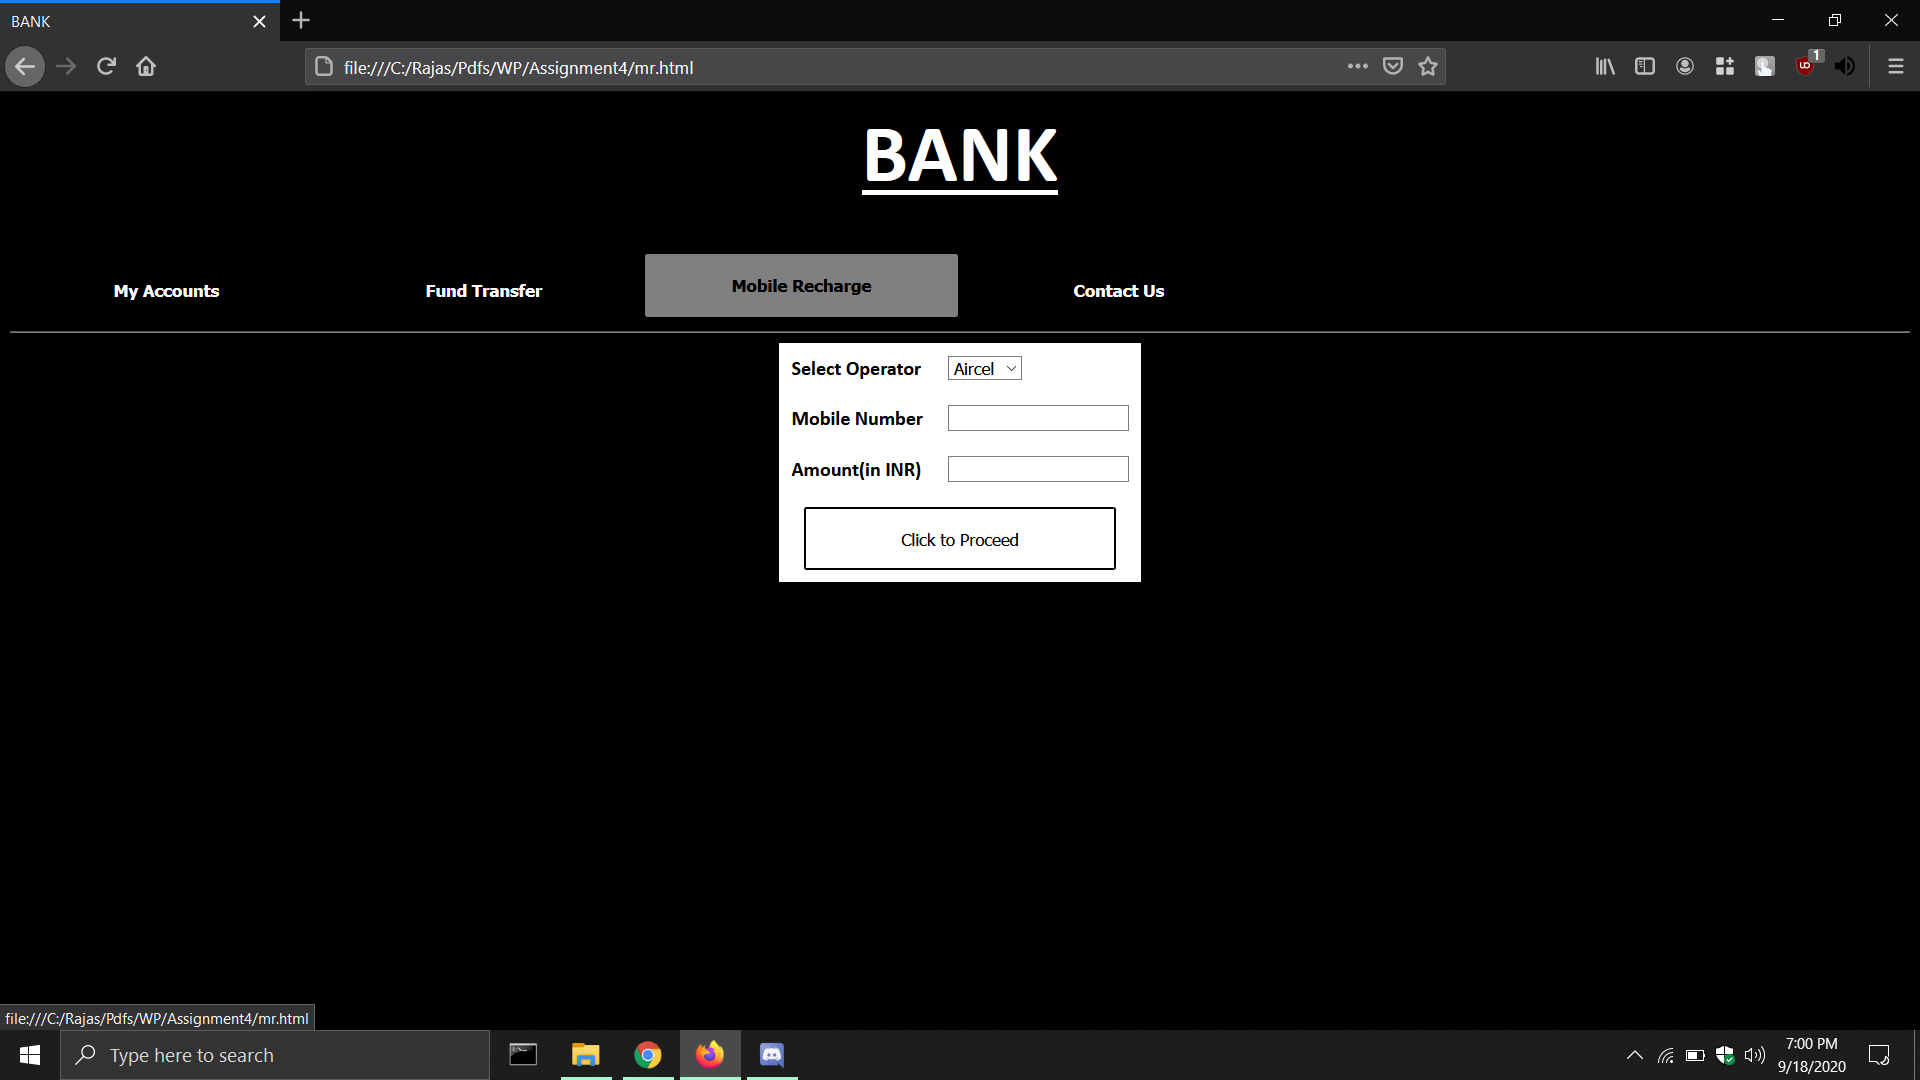 BANK
file:///C:/Rajas/Pdfs/WP/Assignment4/mr.html
1
BANK
My Accounts Fund Transfer Mobile Recharge Contact Us
Select Operator Aircel
Mobile Number
Amount(in INR)
Click to Proceed
file:///C:/Rajas/Pdfs/WP/Assignment4/mr.html
Type here to search
7:00 PM
9/18/2020